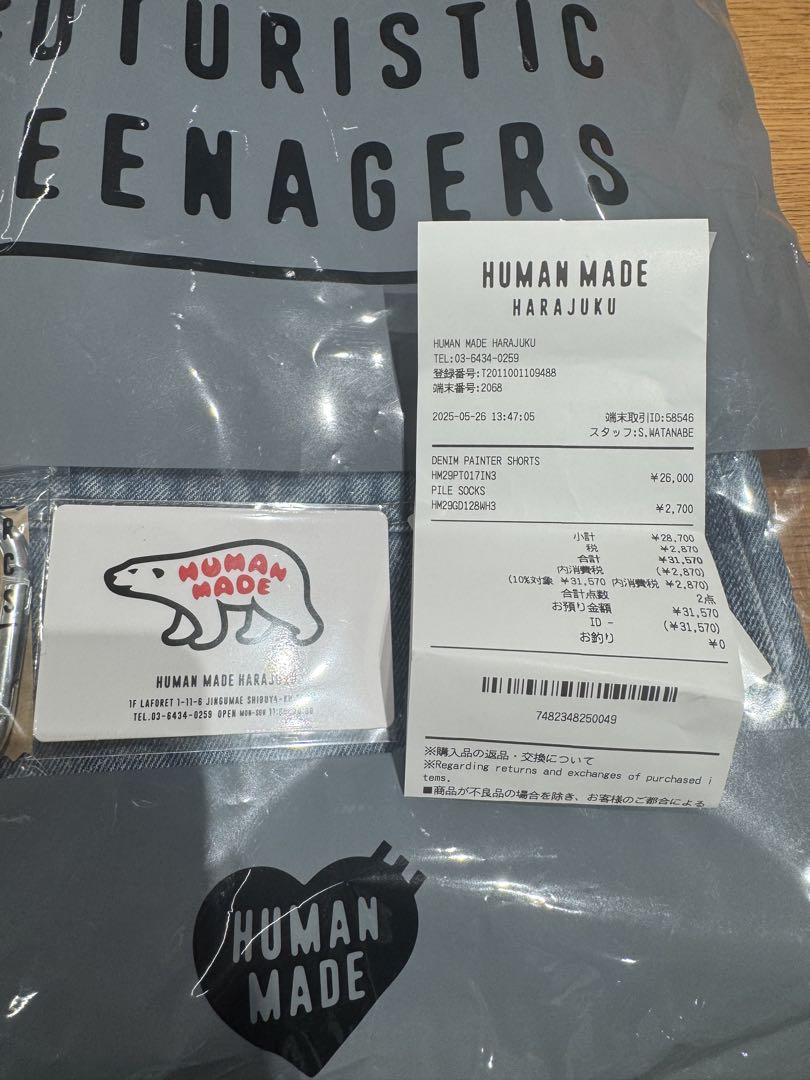 FUTURISTIC
EENAGERS
HUMAN MADE
HARAJUKU
HUMAN MADE HARAJUKU
TEL:03-6434-0259
登録番号:T2011001109488
端末番号:2068
2025-05-26 13:47:05 端末取引ID:58546
スタッフ:S.WATANABE
DENIM PAINTER SHORTS
HM29PT017IN3 ¥26,000
PILE SOCKS
HM29GD128WH3 ¥2,700
小計 ¥28,700
税 ¥2,870
合計 ¥31,570
内消費税 (¥2,870)
(10%対象 ¥31,570 内消費税 ¥2,870)
合計点数 2点
お預り金額 ¥31,570
ID - (¥31,570)
お釣り ¥0
7482348250049
※購入品の返品・交換について
※Regarding returns and exchanges of purchased i
tems.
■商品が不良品の場合を除き、お客様のご都合による
HUMAN
MADE
HUMAN MADE HARAJUKU
1F LAFORET 1-11-6 JINGUMAE SHIBUYA-KU
TEL.03-6434-0259 OPEN MON-SUN
HUMAN
MADE